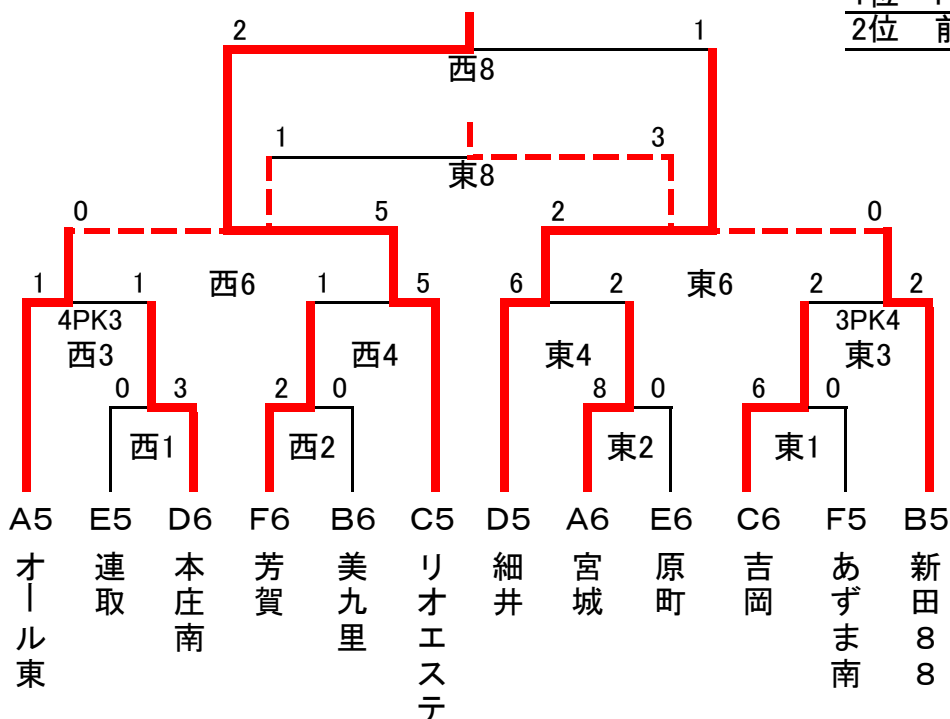 2位 前
2 1
西8
1 3
東8
0 5 2 0
西6 東6
1 1 1 5 6 2 2 2
4PK3 3PK4
西3 西4 東4 東3
0 3 2 0 8 0 6 0
西1 西2 東2 東1
A5 E5 D6 F6 B6 C5 D5 A6 E6 C6 F5 B5
オール東
連取
本庄南
芳賀
美九里
リオエステ
細井
宮城
原町
吉岡
あずま南
新田88